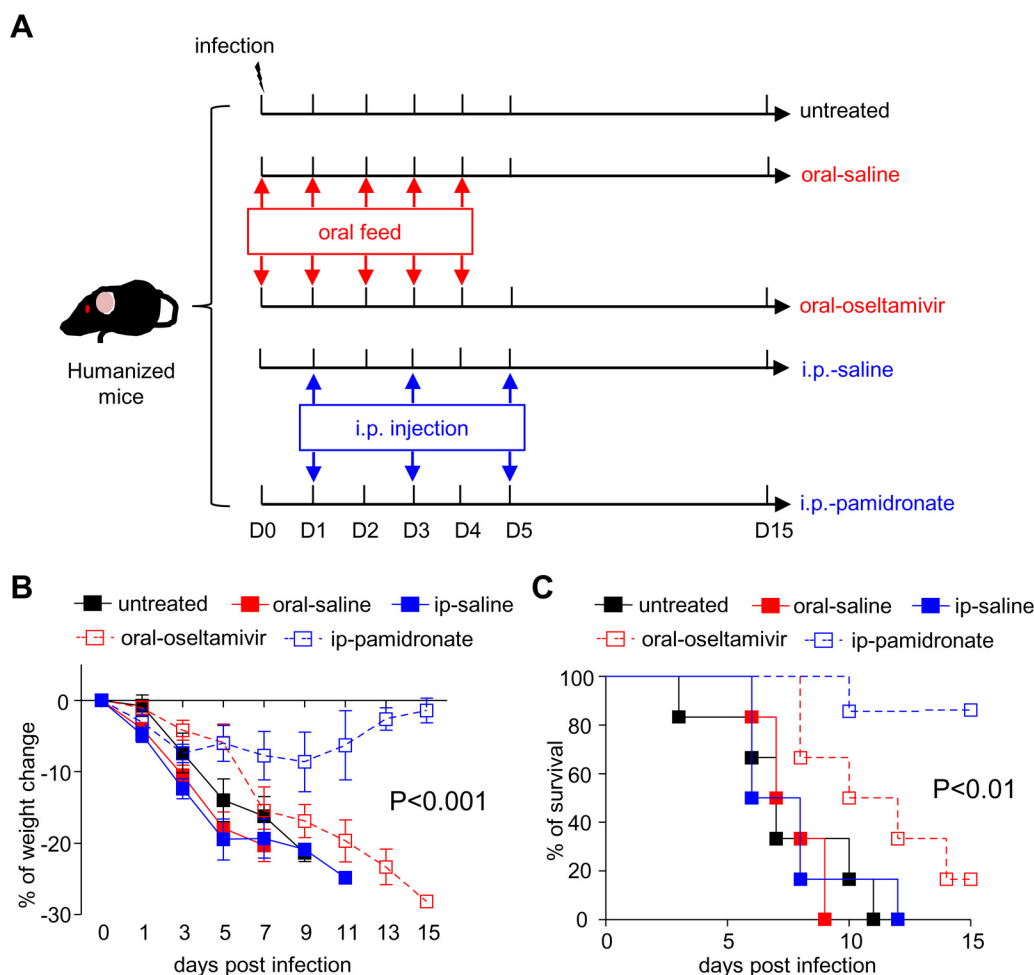 A
infection
untreated
oral-saline
oral feed
oral-oseltamivir
Humanized
mice
i.p.-saline
i.p. injection
i.p.-pamidronate
D0 D1 D2 D3 D4 D5 D15
B
untreated oral-saline ip-saline
oral-oseltamivir ip-pamidronate
% of weight change
0
-10
-20
-30
P<0.001
0 1 3 5 7 9 11 13 15
days post infection
C
untreated oral-saline ip-saline
oral-oseltamivir ip-pamidronate
% of survival
100
80
60
40
20
0
P<0.01
0 5 10 15
days post infection